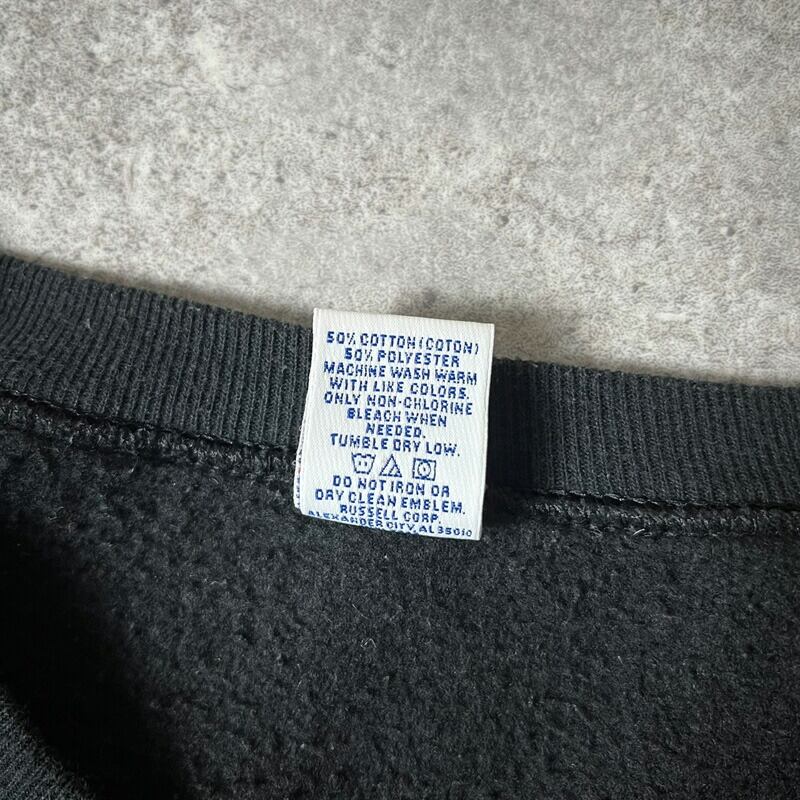 50% COTTON(COTON)
50% POLYESTER
MACHINE WASH WARM
WITH LIKE COLORS.
ONLY NON-CHLORINE
BLEACH WHEN
NEEDED.
TUMBLE DRY LOW.
DO NOT IRON OR
DRY CLEAN EMBLEM.
RUSSELL CORP.
ALEXANDER CITY, AL 35010